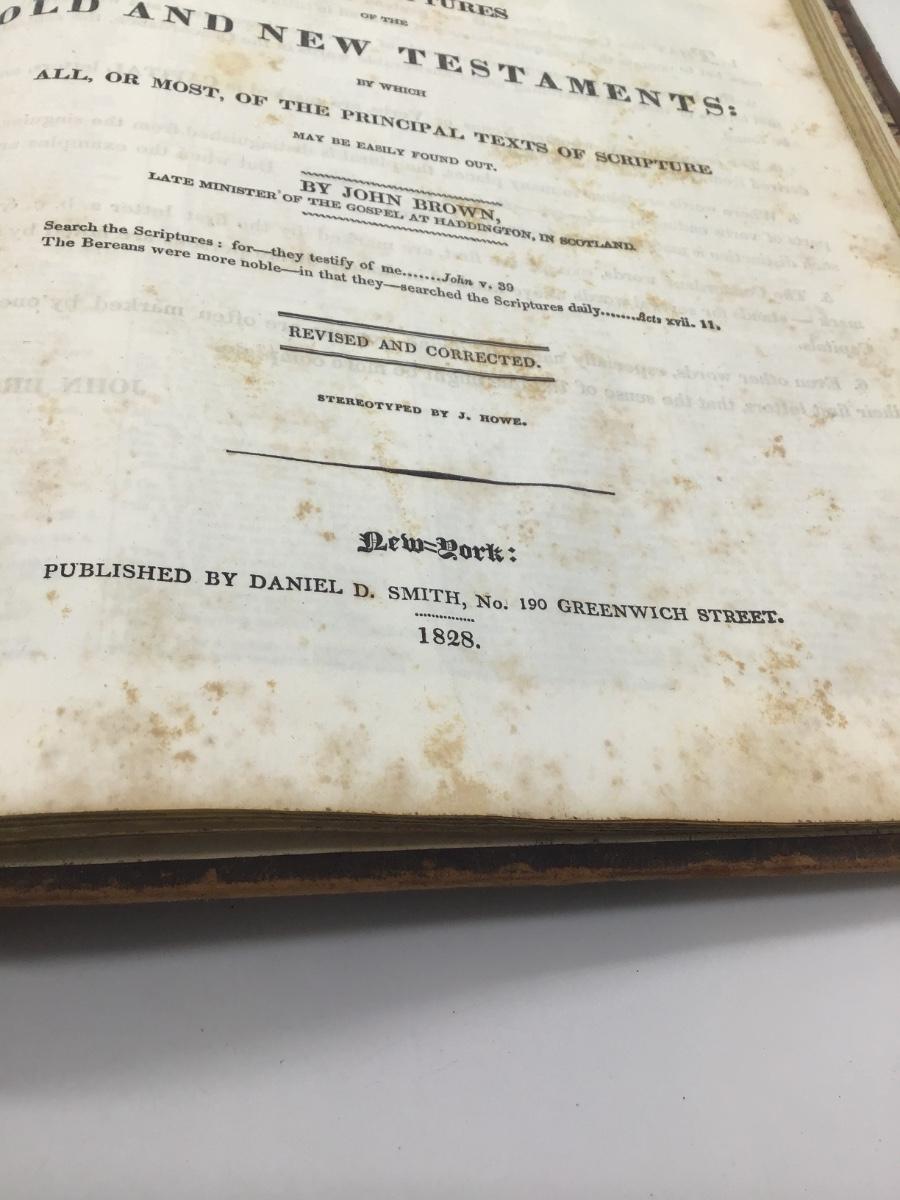 OF THE
OLD AND NEW TESTAMENTS:
BY WHICH
ALL, OR MOST, OF THE PRINCIPAL TEXTS OF SCRIPTURE
MAY BE EASILY FOUND OUT.
BY JOHN BROWN,
LATE MINISTER OF THE GOSPEL AT HADDINGTON, IN SCOTLAND.
Search the Scriptures: for—they testify of me.......John v. 39
The Bereans were more noble—in that they—searched the Scriptures daily.......Acts xvii. 11.
REVISED AND CORRECTED.
STEREOTYPED BY J. HOWE.
New-York:
PUBLISHED BY DANIEL D. SMITH, No. 190 GREENWICH STREET.
1828.